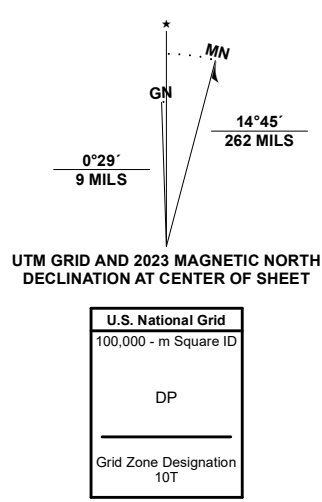 ★
MN
GN
14°45´
262 MILS
0°29´
9 MILS
UTM GRID AND 2023 MAGNETIC NORTH
DECLINATION AT CENTER OF SHEET
U.S. National Grid
100,000 - m Square ID
DP
Grid Zone Designation
10T